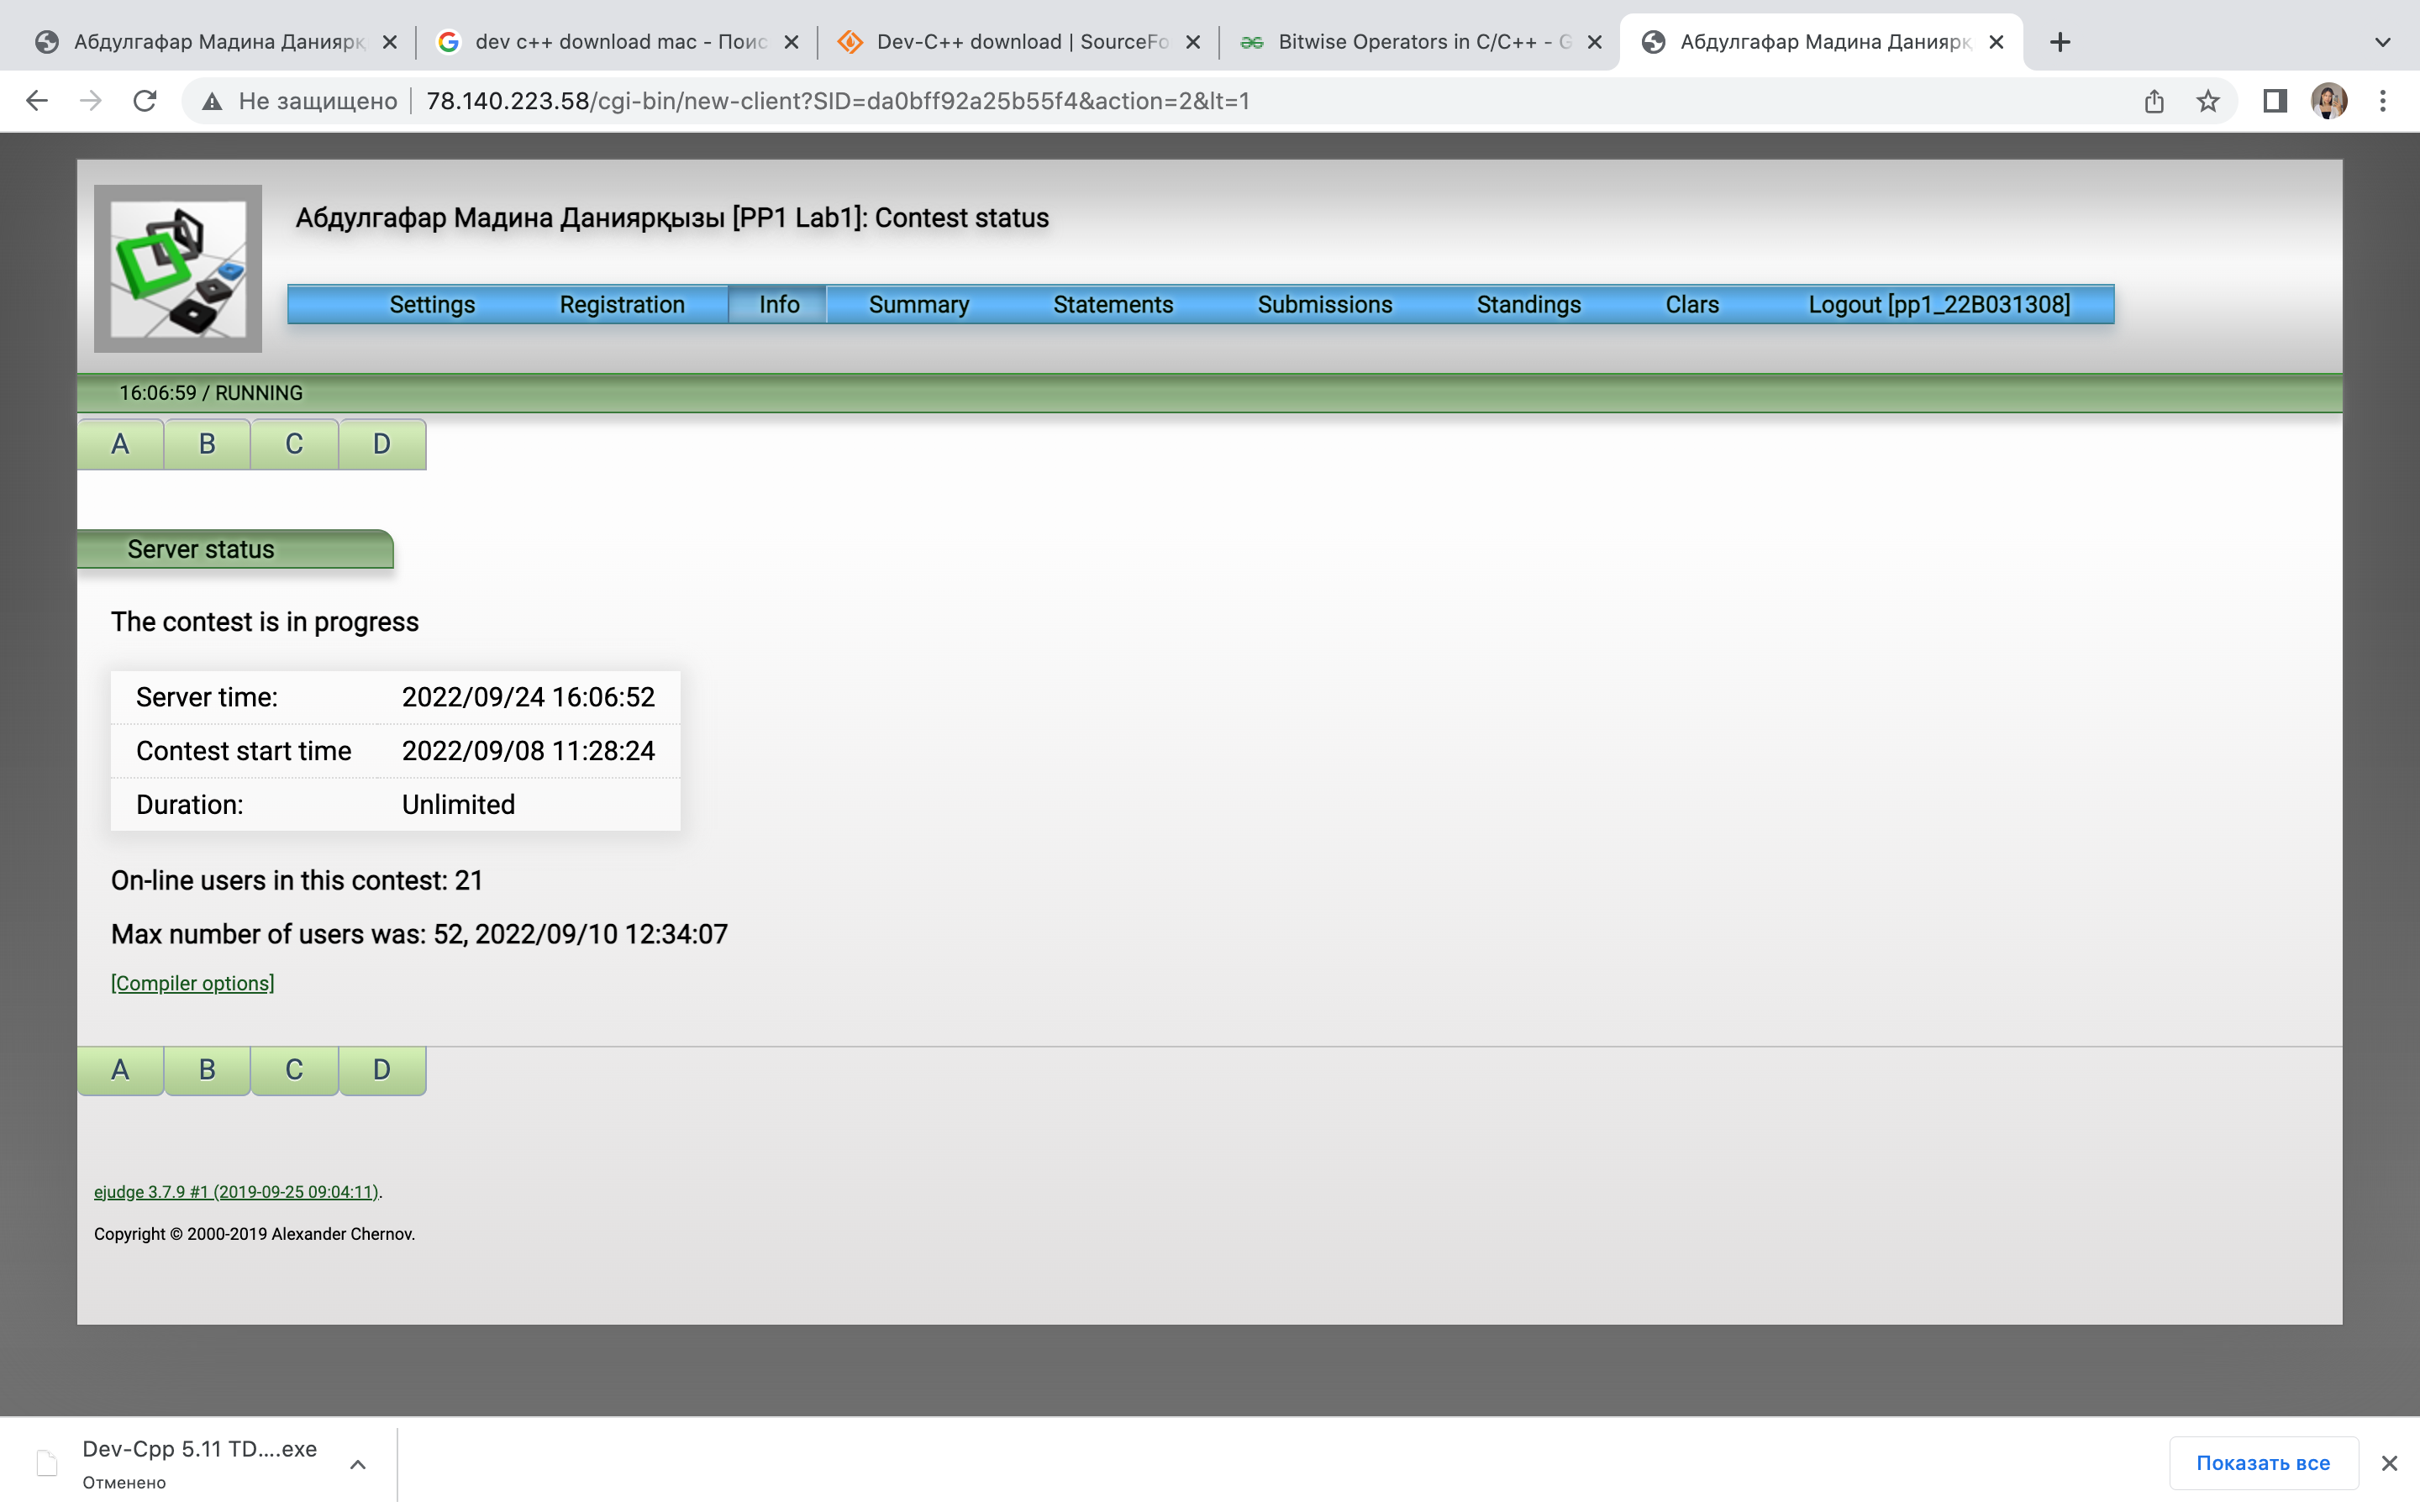 Абдулгафар Мадина Данияр
dev c++ download mac - Поис
Dev-C++ download | SourceFo
Bitwise Operators in C/C++ - G
Абдулгафар Мадина Данияр
Не защищено
78.140.223.58/cgi-bin/new-client?SID=da0bff92a25b55f4&action=2&lt=1
Абдулгафар Мадина Даниярқызы [PP1 Lab1]: Contest status
Settings Registration Info Summary Statements Submissions Standings Clars Logout [pp1_22B031308]
16:06:59 / RUNNING
A B C D
Server status
The contest is in progress
Server time: 2022/09/24 16:06:52
Contest start time 2022/09/08 11:28:24
Duration: Unlimited
On-line users in this contest: 21
Max number of users was: 52, 2022/09/10 12:34:07
[Compiler options]
A B C D
ejudge 3.7.9 #1 (2019-09-25 09:04:11).
Copyright © 2000-2019 Alexander Chernov.
Dev-Cpp 5.11 TD....exe
Отменено
Показать все